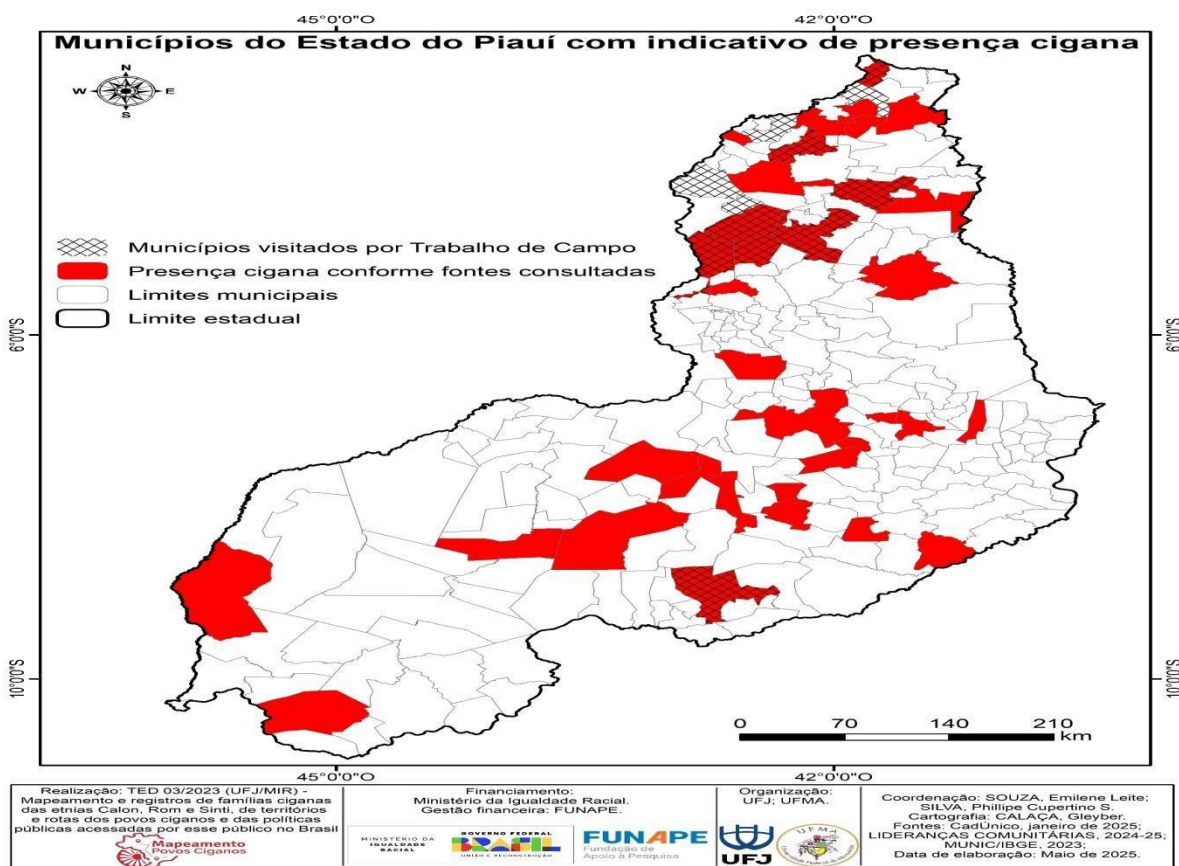 45°0'0"O 42°0'0"O
Municípios do Estado do Piauí com indicativo de presença cigana
N
W E
S
Municípios visitados por Trabalho de Campo
Presença cigana conforme fontes consultadas
Limites municipais
Limite estadual
6°0'0"S 6°0'0"S
10°0'0"S 10°0'0"S
0 70 140 210
km
45°0'0"O 42°0'0"O
Realização: TED 03/2023 (UFJ/MIR) -
Mapeamento e registros de famílias ciganas
das etnias Calon, Rom e Sinti, de territórios
e rotas dos povos ciganos e das políticas
públicas acessadas por esse público no Brasil
Mapeamento
Povos Ciganos
Financiamento:
Ministério da Igualdade Racial.
Gestão financeira: FUNAPE.
MINISTÉRIO DA
IGUALDADE
RACIAL
GOVERNO FEDERAL
BRASIL
UNIÃO E RECONSTRUÇÃO
FUNAPE
Fundação de
Apoio à Pesquisa
Organização:
UFJ; UFMA.
UFJ
UFMA
Coordenação: SOUZA, Emilene Leite;
SILVA, Phillipe Cupertino S.
Cartografia: CALAÇA, Gleyber.
Fontes: CadÚnico, janeiro de 2025;
LIDERANÇAS COMUNITÁRIAS, 2024-25;
MUNIC/IBGE, 2023;
Data de elaboração: Maio de 2025.